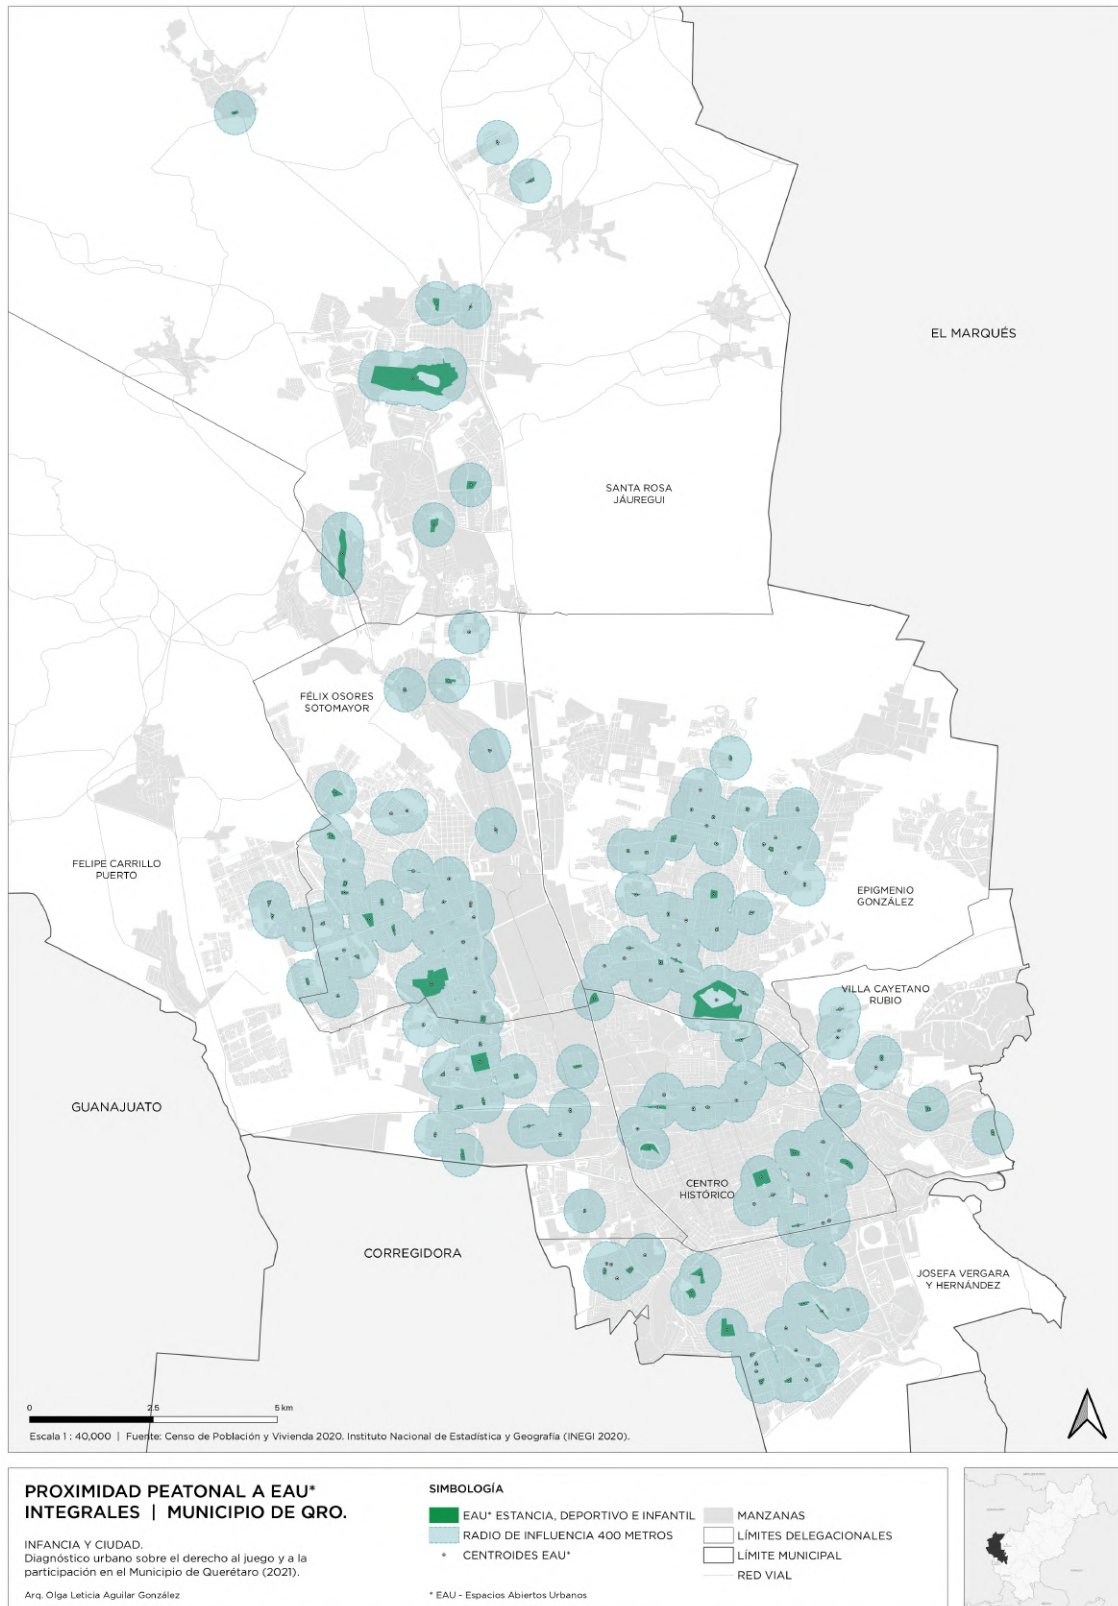 EL MARQUÉS
SANTA ROSA
JÁUREGUI
FÉLIX OSORES
SOTOMAYOR
FELIPE CARRILLO
PUERTO
EPIGMENIO
GONZÁLEZ
VILLA CAYETANO
RUBIO
GUANAJUATO
CENTRO
HISTÓRICO
CORREGIDORA
JOSEFA VERGARA
Y HERNÁNDEZ
0 2.5 5 km
Escala 1 : 40,000 | Fuente: Censo de Población y Vivienda 2020. Instituto Nacional de Estadística y Geografía (INEGI 2020).
PROXIMIDAD PEATONAL A EAU*
INTEGRALES | MUNICIPIO DE QRO.
INFANCIA Y CIUDAD.
Diagnóstico urbano sobre el derecho al juego y a la
participación en el Municipio de Querétaro (2021).
Arq. Olga Leticia Aguilar González
SIMBOLOGÍA
EAU* ESTANCIA, DEPORTIVO E INFANTIL
RADIO DE INFLUENCIA 400 METROS
CENTROIDES EAU*
MANZANAS
LÍMITES DELEGACIONALES
LÍMITE MUNICIPAL
RED VIAL
* EAU - Espacios Abiertos Urbanos